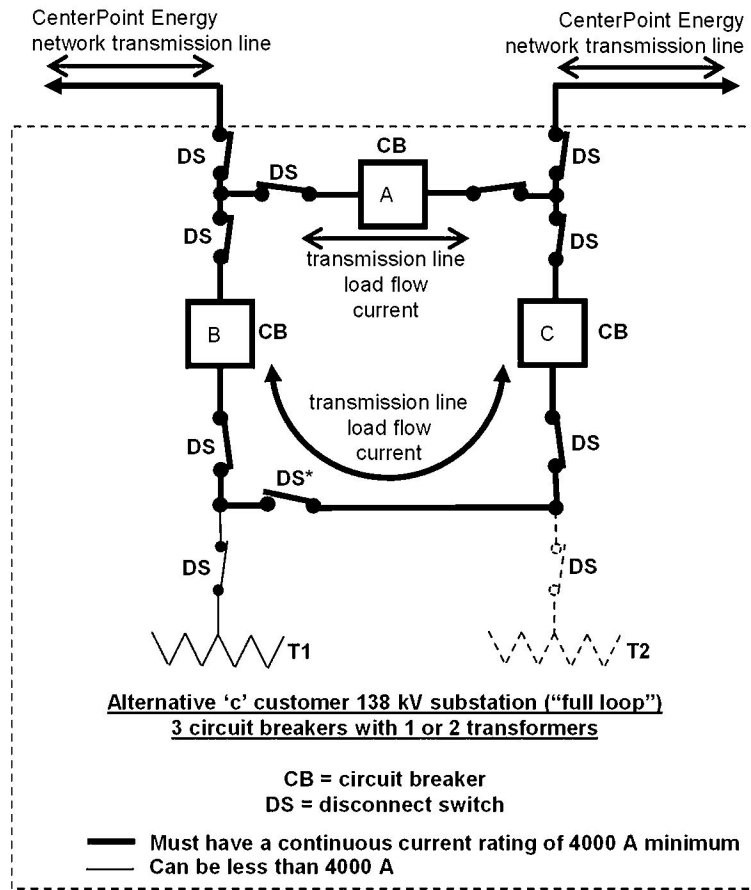 CenterPoint Energy
network transmission line
CenterPoint Energy
network transmission line
CB
DS
DS
DS
A
DS
DS
transmission line
load flow
current
B
CB
C
CB
transmission line
load flow
current
DS
DS
DS*
DS
DS
T1
T2
Alternative ‘c’ customer 138 kV substation (“full loop”)
3 circuit breakers with 1 or 2 transformers
CB = circuit breaker
DS = disconnect switch
Must have a continuous current rating of 4000 A minimum
Can be less than 4000 A